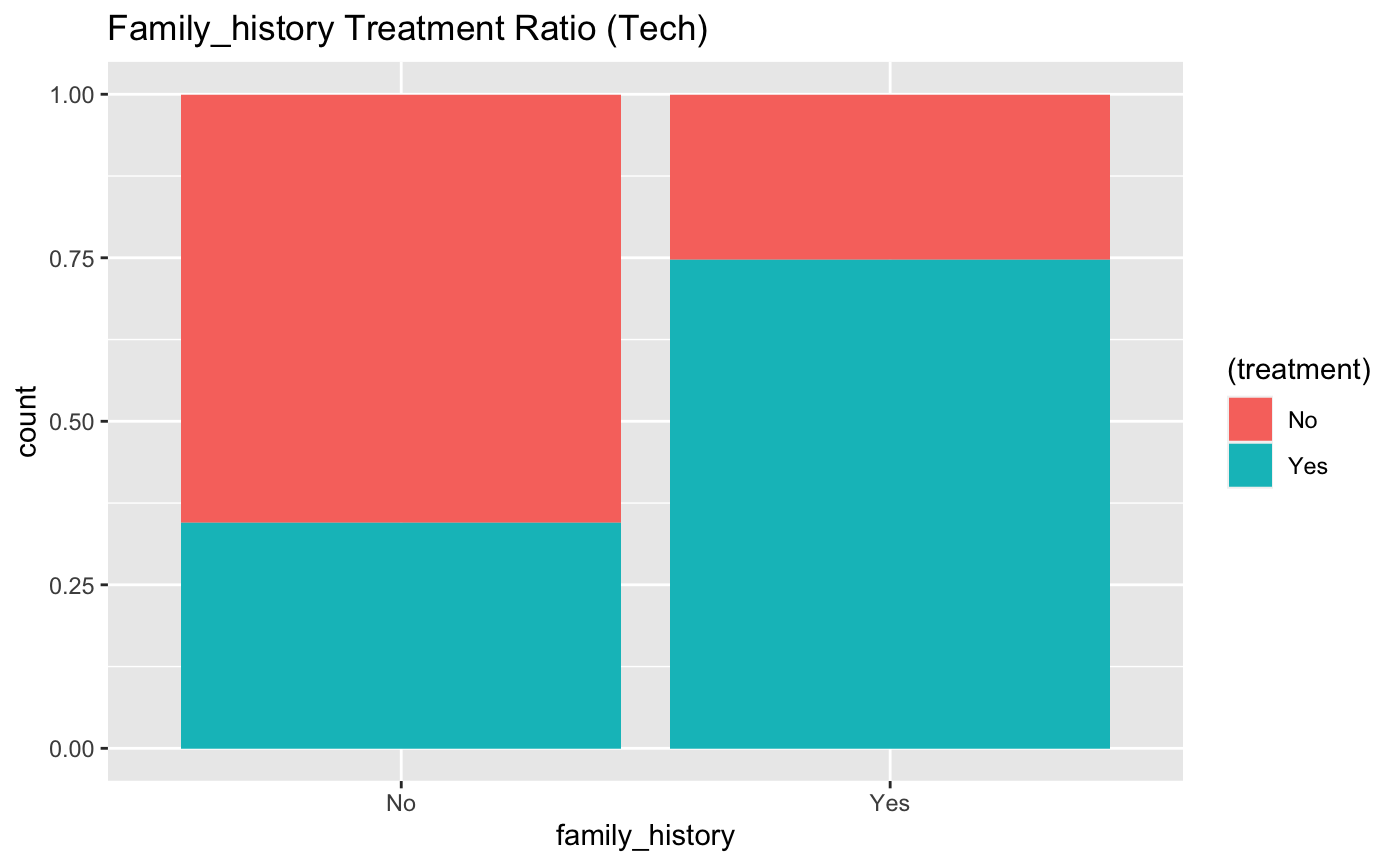 Family_history Treatment Ratio (Tech)
1.00
0.75
0.50
0.25
0.00
count
No
Yes
family_history
(treatment)
No
Yes